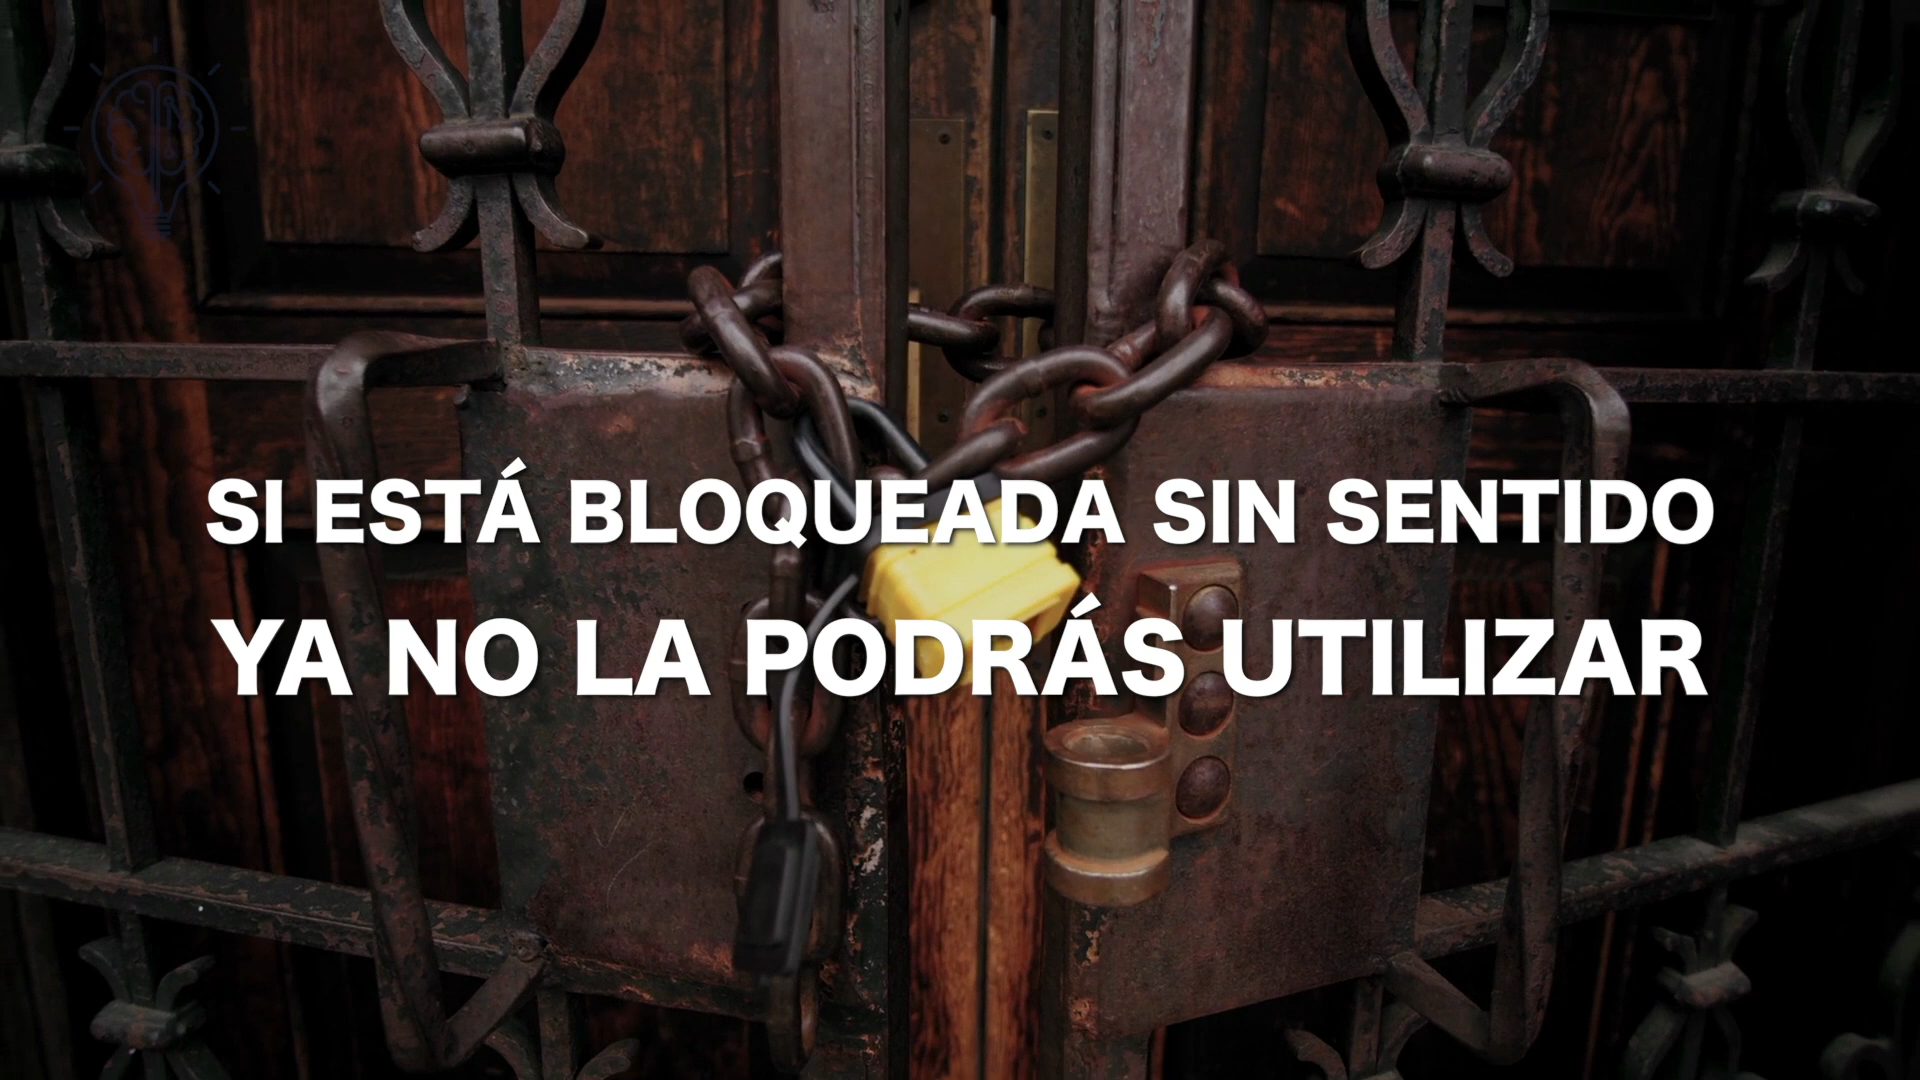 SI ESTÁ BLOQUEADA SIN SENTIDO
YA NO LA PODRÁS UTILIZAR